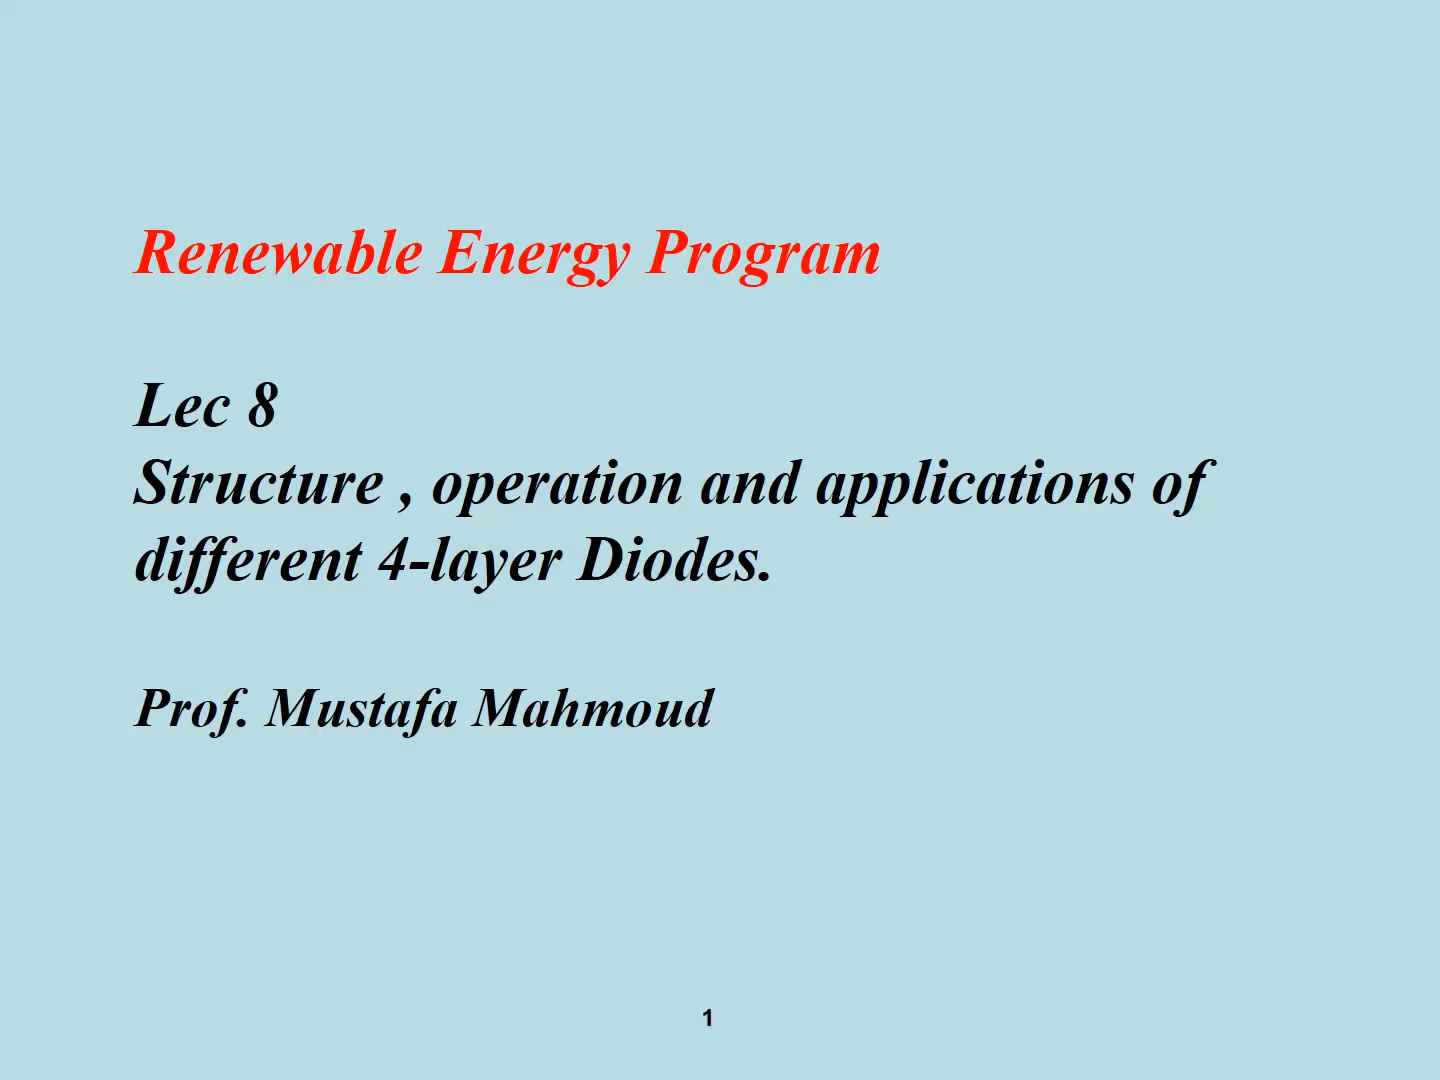 Renewable Energy Program
Lec 8
Structure , operation and applications of
different 4-layer Diodes.
Prof. Mustafa Mahmoud
1